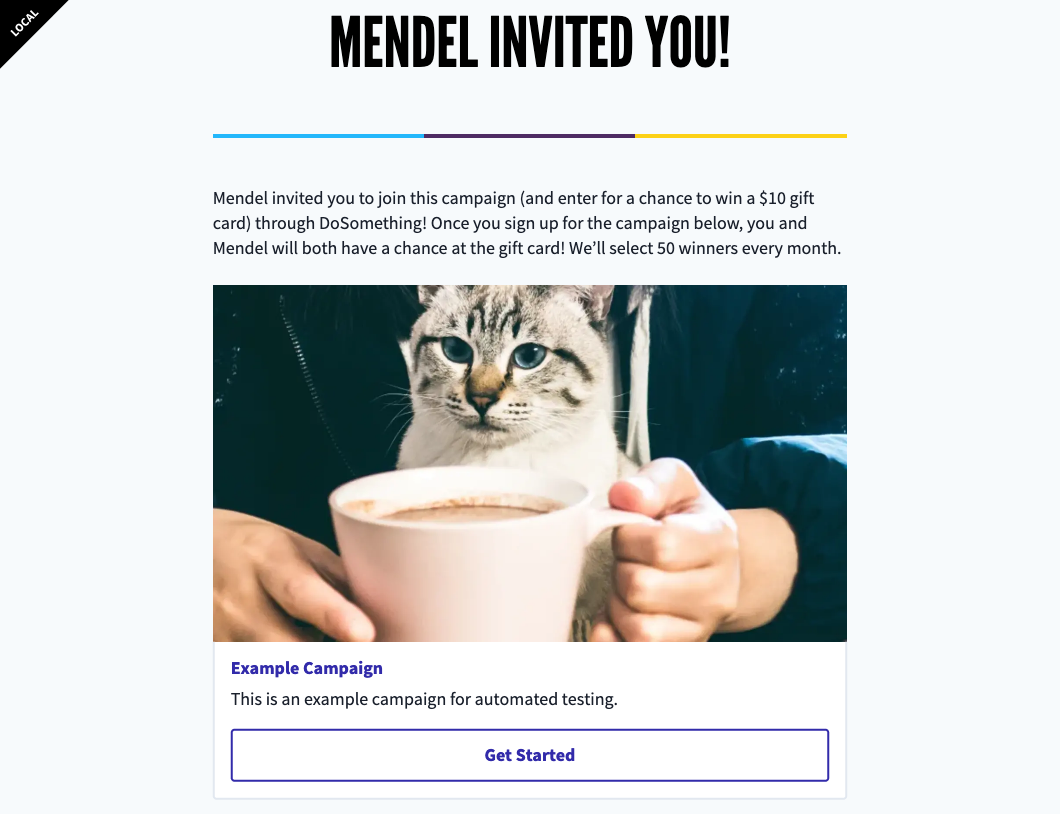 LOCAL
MENDEL INVITED YOU!
Mendel invited you to join this campaign (and enter for a chance to win a $10 gift
card) through DoSomething! Once you sign up for the campaign below, you and
Mendel will both have a chance at the gift card! We’ll select 50 winners every month.
Example Campaign
This is an example campaign for automated testing.
Get Started